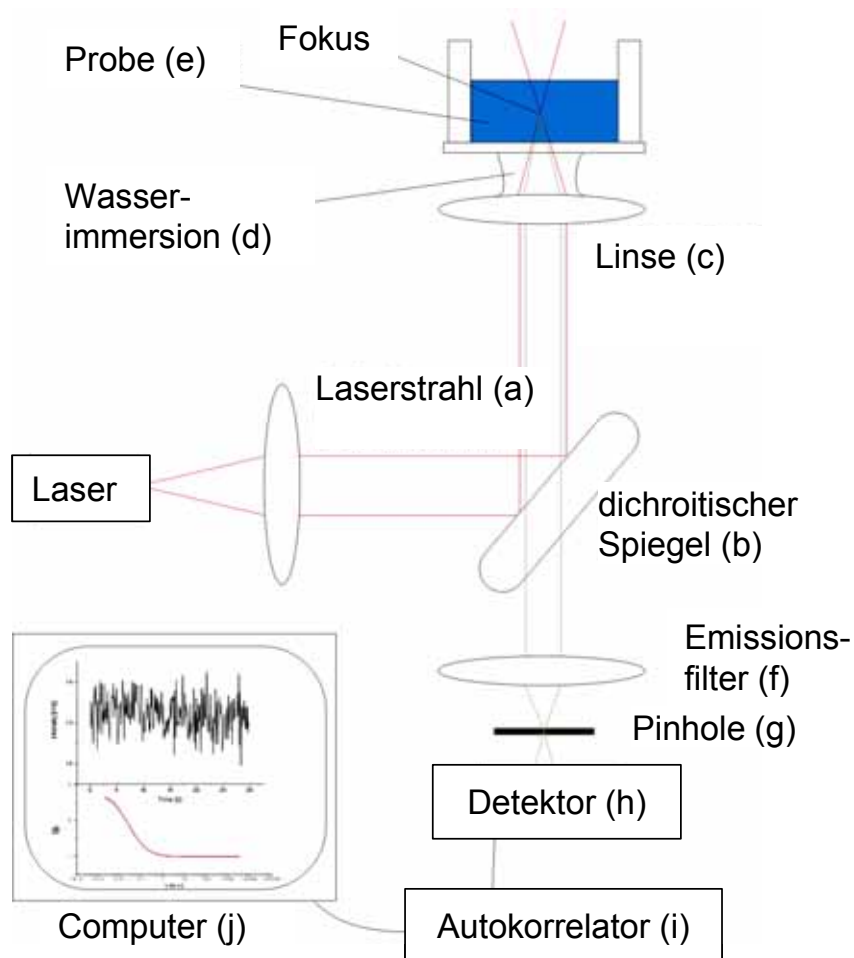 Fokus
Probe (e)
Wasser-
immersion (d)
Linse (c)
Laserstrahl (a)
Laser
dichroitischer
Spiegel (b)
Emissions-
filter (f)
Pinhole (g)
Detektor (h)
Computer (j)
Autokorrelator (i)